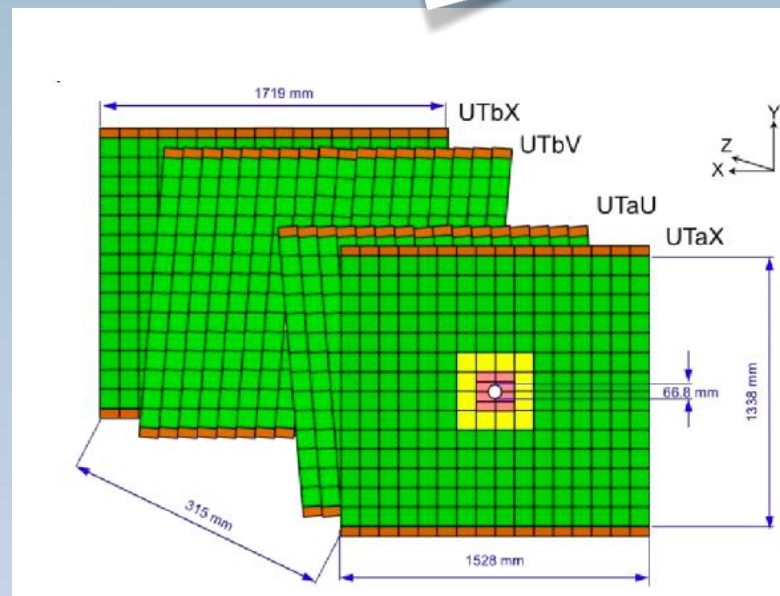 1719 mm
UTbX
UTbV
Y
Z
X
UTaU
UTaX
66.8 mm
1338 mm
315 mm
1528 mm